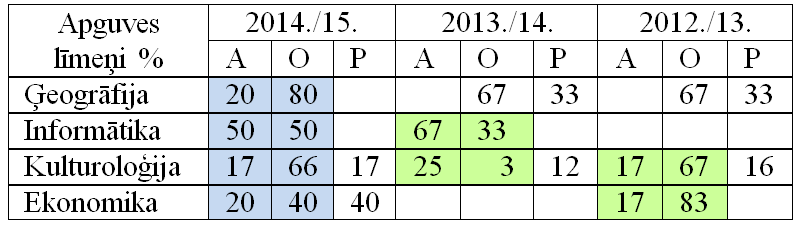 Apguves līmeņi % 2014./15. 2013./14. 2012./13.
A O P A O P A O P
Ģeogrāfija 20 80 67 33 67 33
Informātika 50 50 67 33
Kulturoloģija 17 66 17 25 3 12 17 67 16
Ekonomika 20 40 40 17 83